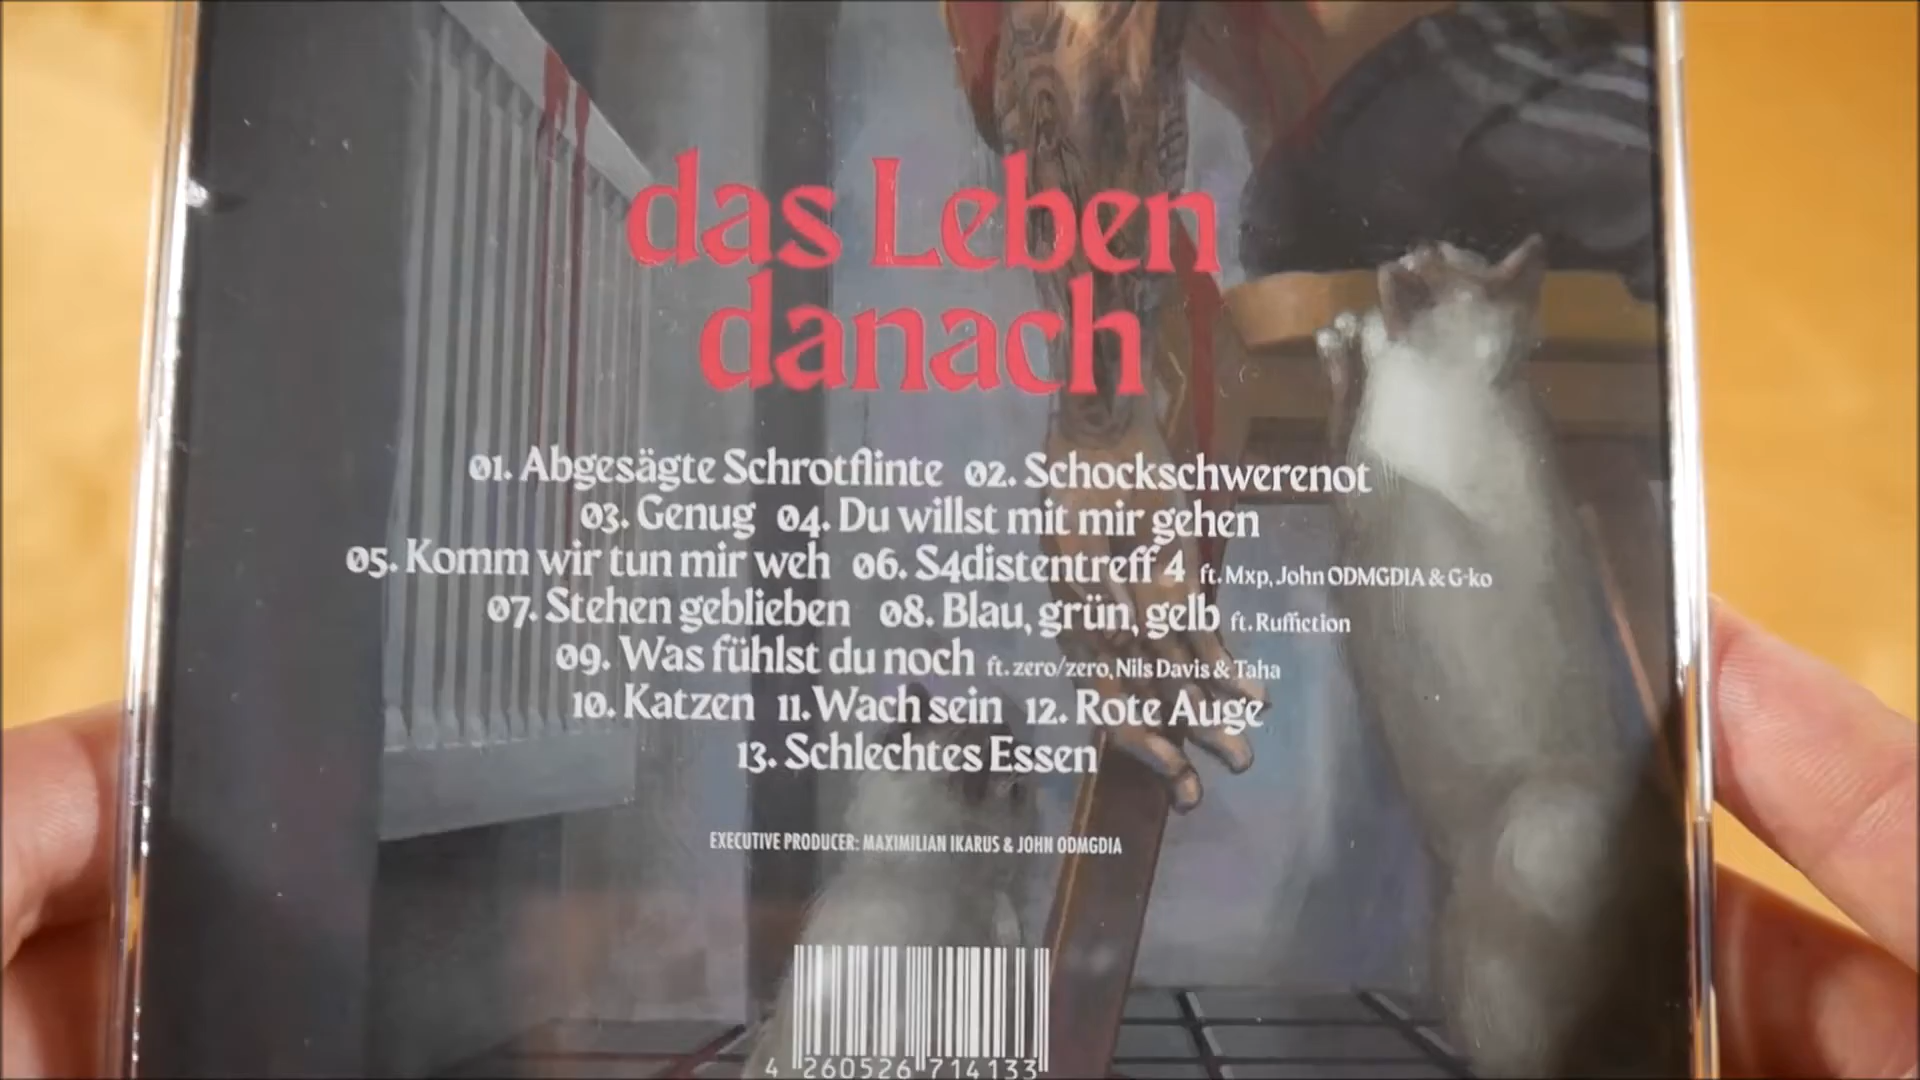 das Leben
danach
01. Abgesägte Schrotflinte 02. Schockschwerenot
03. Genug 04. Du willst mit mir gehen
05. Komm wir tun mir weh 06. S4distentreff 4 ft. Mxp, John ODMGDIA & G-ko
07. Stehen geblieben 08. Blau, grün, gelb ft. Ruffiction
09. Was fühlst du noch ft. zero/zero, Nils Davis & Taha
10. Katzen 11. Wach sein 12. Rote Auge
13. Schlechtes Essen
EXECUTIVE PRODUCER: MAXIMILIAN IKARUS & JOHN ODMGDIA
4 260526 714133